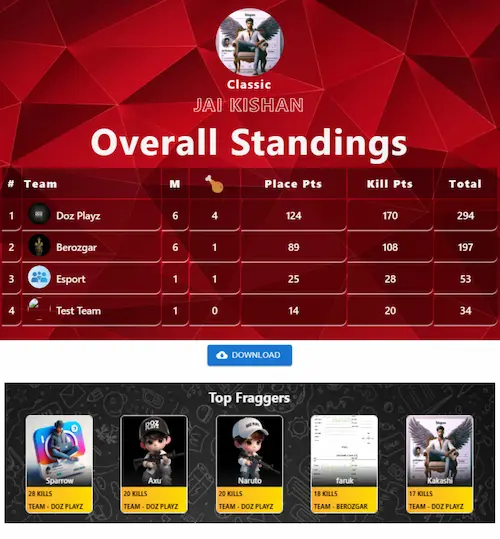 Classic
JAI KISHAN
Overall Standings
# Team M Place Pts Kill Pts Total
1 Doz Playz 6 4 124 170 294
2 Berozgar 6 1 89 108 197
3 Esport 1 1 25 28 53
4 Test Team 1 0 14 20 34
DOWNLOAD
Top Fraggers
Sparrow Axu Naruto faruk Kakashi
28 KILLS 20 KILLS 20 KILLS 18 KILLS 17 KILLS
TEAM - DOZ PLAYZ TEAM - DOZ PLAYZ TEAM - DOZ PLAYZ TEAM - BEROZGAR TEAM - DOZ PLAYZ